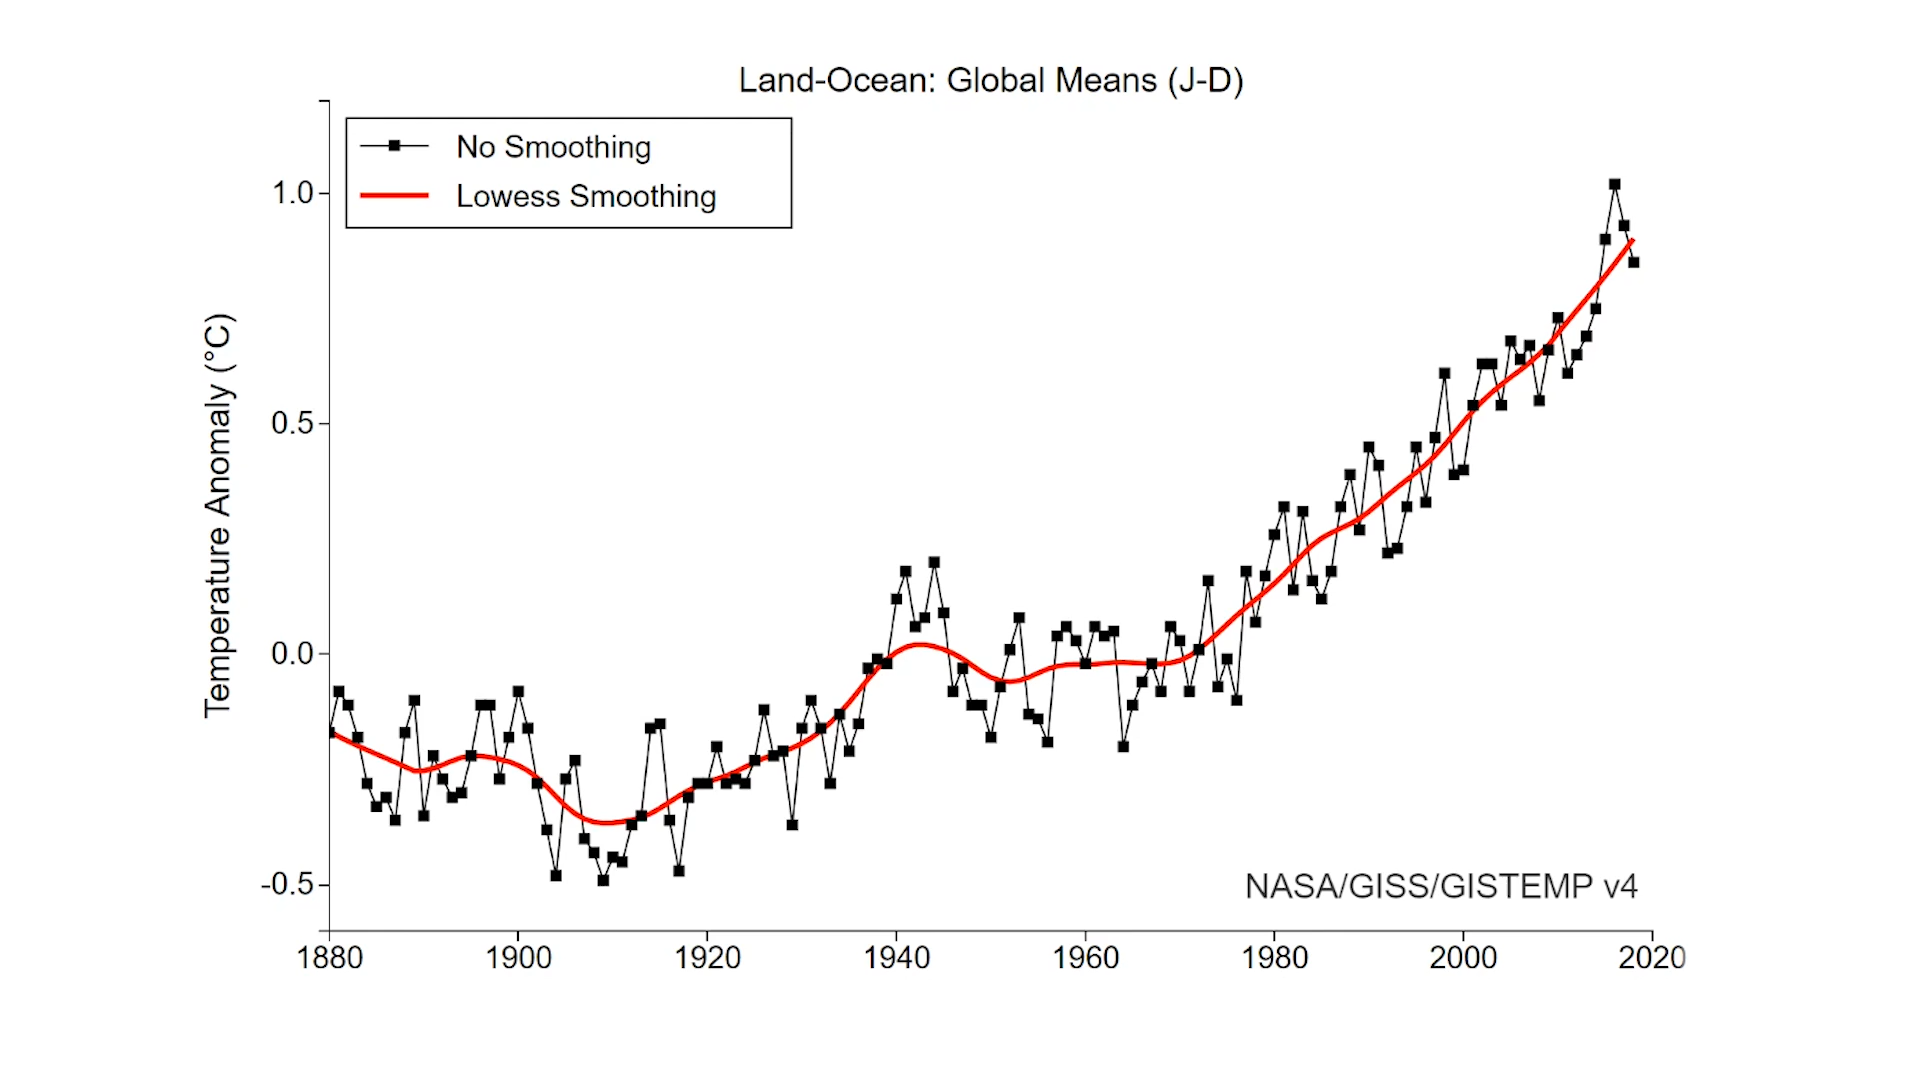 Land-Ocean: Global Means (J-D)
No Smoothing
Lowess Smoothing
Temperature Anomaly (°C)
1.0
0.5
0.0
-0.5
NASA/GISS/GISTEMP v4
1880 1900 1920 1940 1960 1980 2000 2020